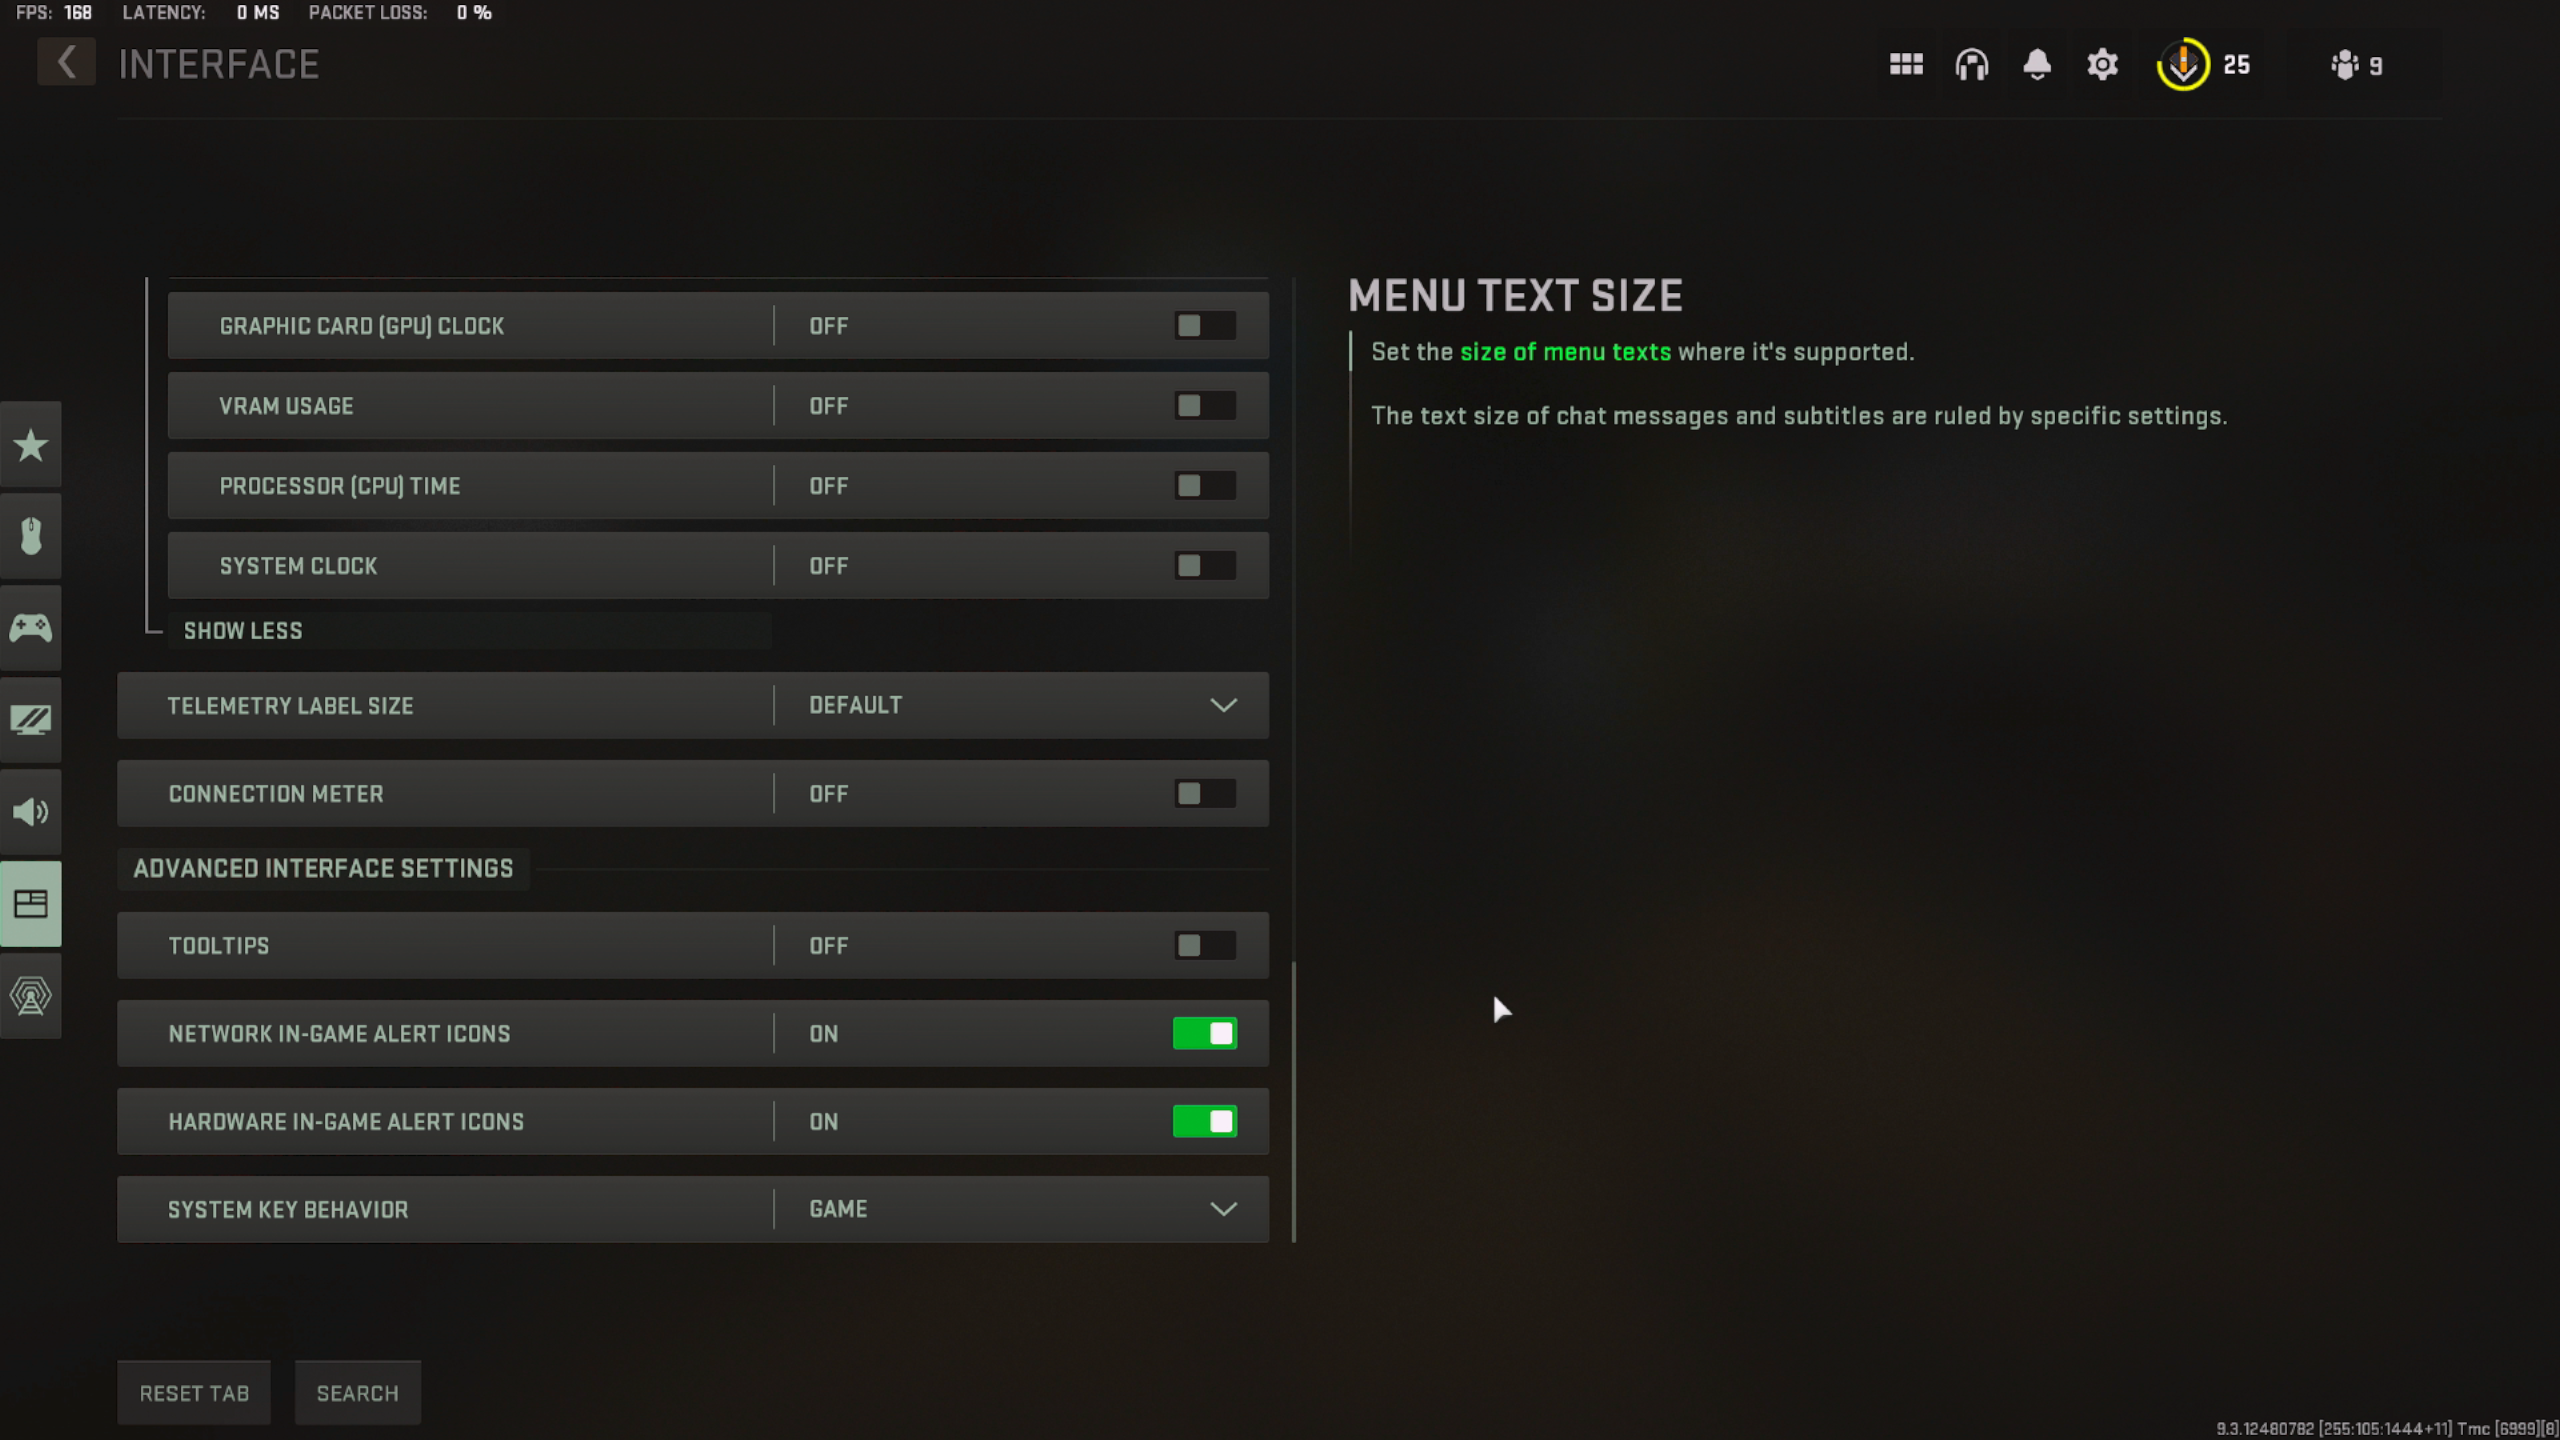 FPS: 168 LATENCY: 0 MS PACKET LOSS: 0 %
INTERFACE
25
9
GRAPHIC CARD (GPU) CLOCK OFF
VRAM USAGE OFF
PROCESSOR (CPU) TIME OFF
SYSTEM CLOCK OFF
SHOW LESS
TELEMETRY LABEL SIZE DEFAULT
CONNECTION METER OFF
ADVANCED INTERFACE SETTINGS
TOOLTIPS OFF
NETWORK IN-GAME ALERT ICONS ON
HARDWARE IN-GAME ALERT ICONS ON
SYSTEM KEY BEHAVIOR GAME
MENU TEXT SIZE
Set the size of menu texts where it's supported.
The text size of chat messages and subtitles are ruled by specific settings.
RESET TAB SEARCH
9.3.12480782 [255:105:1444+11] Tmc [6999][8]